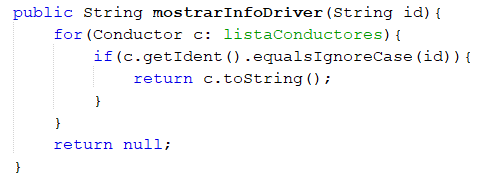 public String mostrarInfoDriver(String id){
    for(Conductor c: listaConductores){
        if(c.getIdent().equalsIgnoreCase(id)){
            return c.toString();
        }
    }
    return null;
}